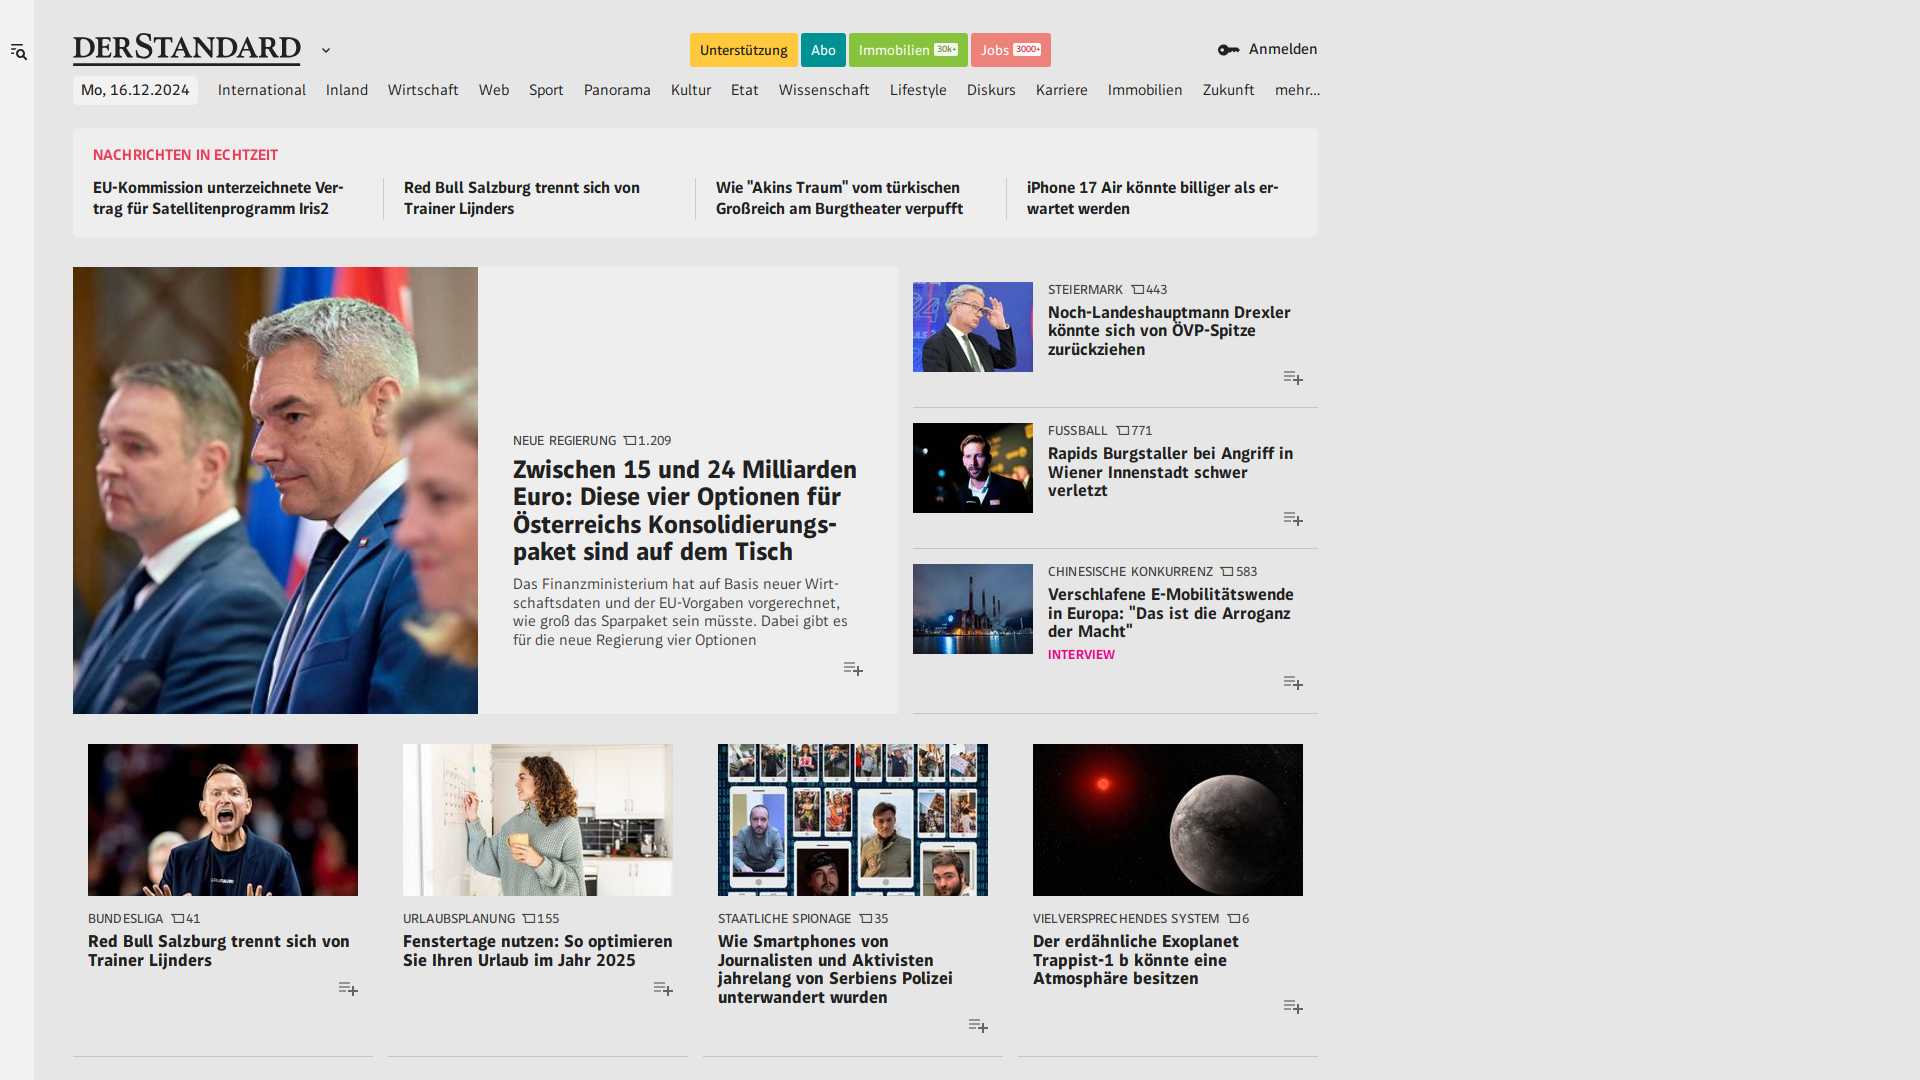 DERSTANDARD
Unterstützung
Abo
Immobilien 30k+
Jobs 3000+
Anmelden
Mo, 16.12.2024
International
Inland
Wirtschaft
Web
Sport
Panorama
Kultur
Etat
Wissenschaft
Lifestyle
Diskurs
Karriere
Immobilien
Zukunft
mehr...
NACHRICHTEN IN ECHTZEIT
EU-Kommission unterzeichnete Ver-
trag für Satellitenprogramm Iris2
Red Bull Salzburg trennt sich von
Trainer Lijnders
Wie "Akins Traum" vom türkischen
Großreich am Burgtheater verpufft
iPhone 17 Air könnte billiger als er-
wartet werden
NEUE REGIERUNG 1.209
Zwischen 15 und 24 Milliarden
Euro: Diese vier Optionen für
Österreichs Konsolidierungs-
paket sind auf dem Tisch
Das Finanzministerium hat auf Basis neuer Wirt-
schaftsdaten und der EU-Vorgaben vorgerechnet,
wie groß das Sparpaket sein müsste. Dabei gibt es
für die neue Regierung vier Optionen
STEIERMARK 443
Noch-Landeshauptmann Drexler
könnte sich von ÖVP-Spitze
zurückziehen
FUSSBALL 771
Rapids Burgstaller bei Angriff in
Wiener Innenstadt schwer
verletzt
CHINESISCHE KONKURRENZ 583
Verschlafene E-Mobilitätswende
in Europa: "Das ist die Arroganz
der Macht"
INTERVIEW
BUNDESLIGA 41
Red Bull Salzburg trennt sich von
Trainer Lijnders
URLAUBSPLANUNG 155
Fenstertage nutzen: So optimieren
Sie Ihren Urlaub im Jahr 2025
STAATLICHE SPIONAGE 35
Wie Smartphones von
Journalisten und Aktivisten
jahrelang von Serbiens Polizei
unterwandert wurden
VIELVERSPRECHENDES SYSTEM 6
Der erdähnliche Exoplanet
Trappist-1 b könnte eine
Atmosphäre besitzen